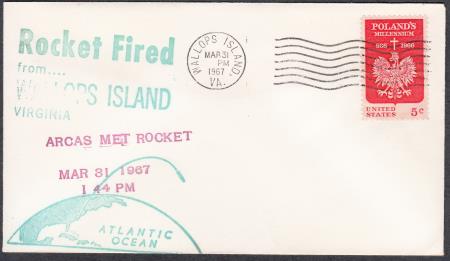 Rocket Fired
from....
WALLOPS ISLAND
VIRGINIA
ARCAS MET ROCKET
MAR 31 1967
1 44 PM
ATLANTIC
OCEAN
WALLOPS ISLAND,
MAR 31
PM
1967
VA.
POLAND'S
MILLENNIUM
966 1966
UNITED
STATES 5c